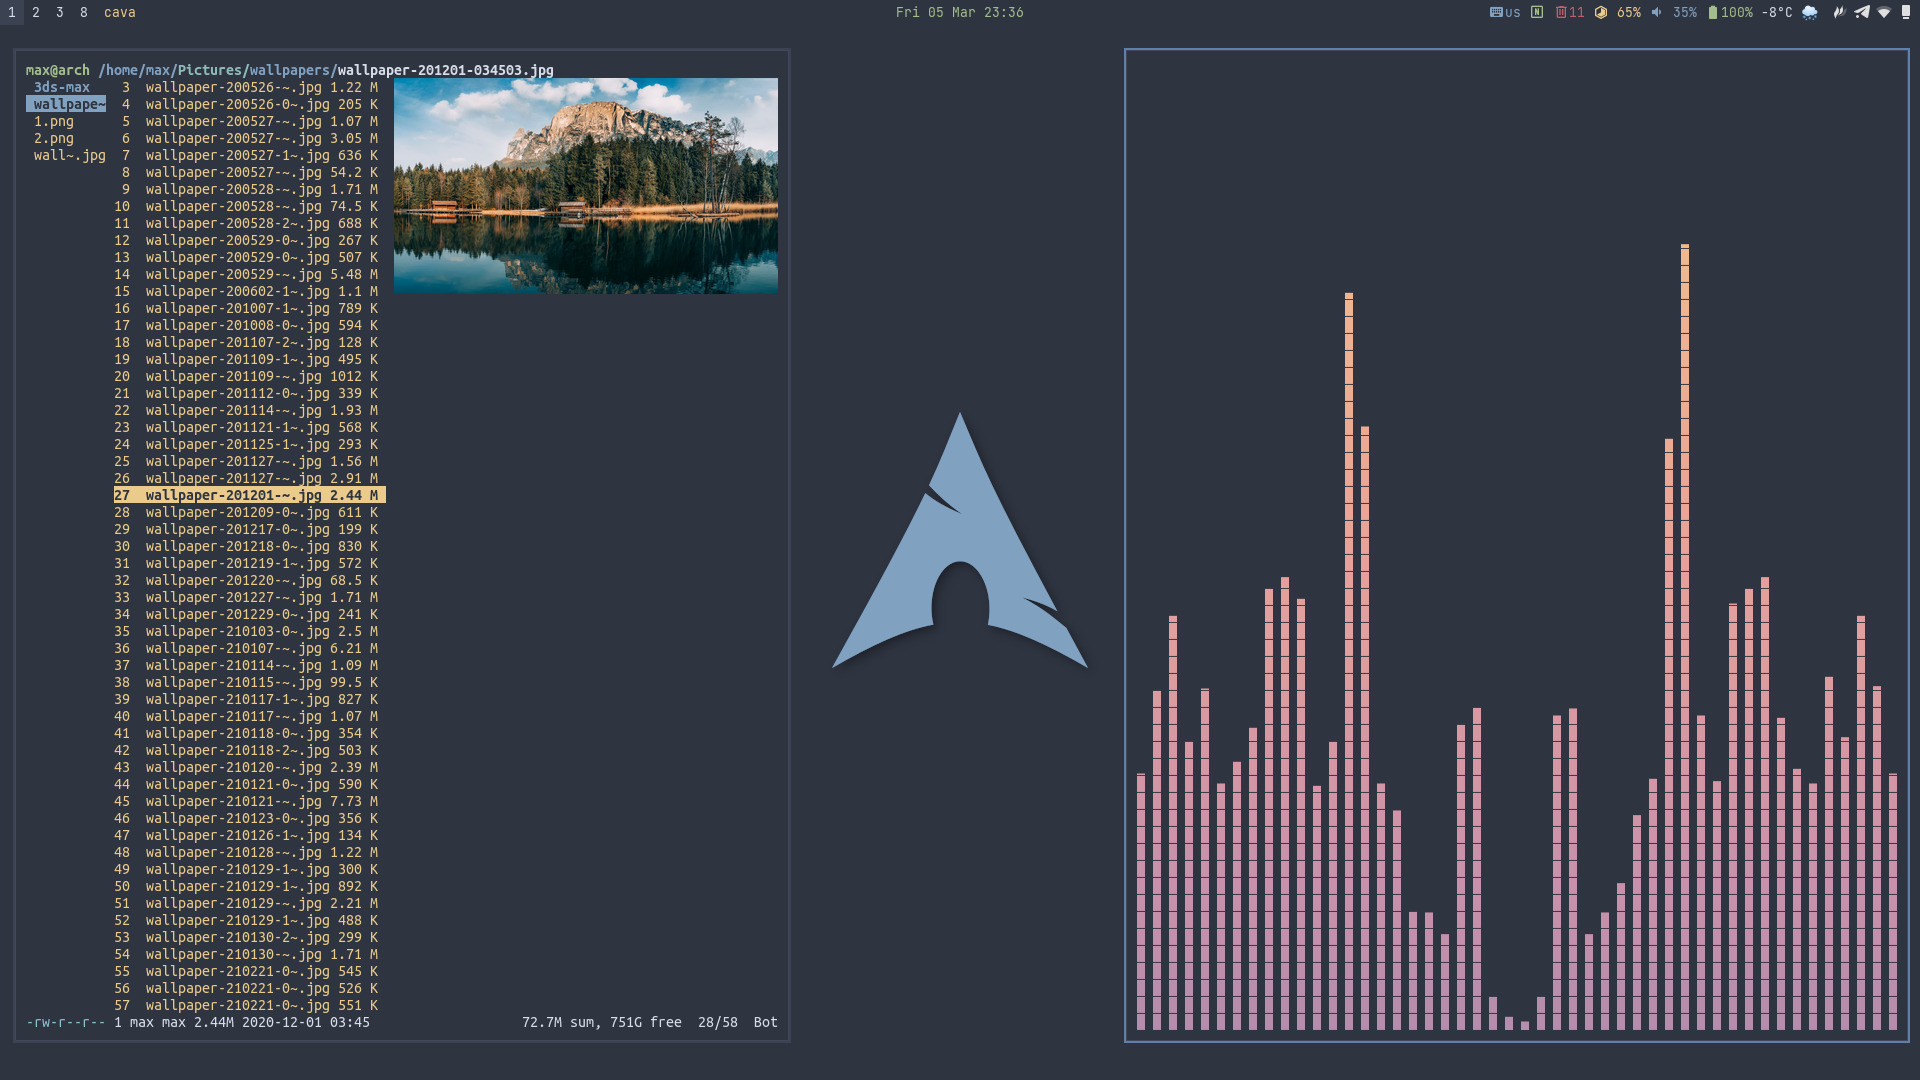 1 2 3 8 cava Fri 05 Mar 23:36 us N 11 65% 35% 100% -8°C
max@arch /home/max/Pictures/wallpapers/wallpaper-201201-034503.jpg
3ds-max 3 wallpaper-200526-~.jpg 1.22 M
wallpape~ 4 wallpaper-200526-0~.jpg 205 K
1.png 5 wallpaper-200527-~.jpg 1.07 M
2.png 6 wallpaper-200527-~.jpg 3.05 M
wall~.jpg 7 wallpaper-200527-1~.jpg 636 K
8 wallpaper-200527-~.jpg 54.2 K
9 wallpaper-200528-~.jpg 1.71 M
10 wallpaper-200528-~.jpg 74.5 K
11 wallpaper-200528-2~.jpg 688 K
12 wallpaper-200529-0~.jpg 267 K
13 wallpaper-200529-0~.jpg 507 K
14 wallpaper-200529-~.jpg 5.48 M
15 wallpaper-200602-1~.jpg 1.1 M
16 wallpaper-201007-1~.jpg 789 K
17 wallpaper-201008-0~.jpg 594 K
18 wallpaper-201107-2~.jpg 128 K
19 wallpaper-201109-1~.jpg 495 K
20 wallpaper-201109-~.jpg 1012 K
21 wallpaper-201112-0~.jpg 339 K
22 wallpaper-201114-~.jpg 1.93 M
23 wallpaper-201121-1~.jpg 568 K
24 wallpaper-201125-1~.jpg 293 K
25 wallpaper-201127-~.jpg 1.56 M
26 wallpaper-201127-~.jpg 2.91 M
27 wallpaper-201201-~.jpg 2.44 M
28 wallpaper-201209-0~.jpg 611 K
29 wallpaper-201217-0~.jpg 199 K
30 wallpaper-201218-0~.jpg 830 K
31 wallpaper-201219-1~.jpg 572 K
32 wallpaper-201220-~.jpg 68.5 K
33 wallpaper-201227-~.jpg 1.71 M
34 wallpaper-201229-0~.jpg 241 K
35 wallpaper-210103-0~.jpg 2.5 M
36 wallpaper-210107-~.jpg 6.21 M
37 wallpaper-210114-~.jpg 1.09 M
38 wallpaper-210115-~.jpg 99.5 K
39 wallpaper-210117-1~.jpg 827 K
40 wallpaper-210117-~.jpg 1.07 M
41 wallpaper-210118-0~.jpg 354 K
42 wallpaper-210118-2~.jpg 503 K
43 wallpaper-210120-~.jpg 2.39 M
44 wallpaper-210121-0~.jpg 590 K
45 wallpaper-210121-~.jpg 7.73 M
46 wallpaper-210123-0~.jpg 356 K
47 wallpaper-210126-1~.jpg 134 K
48 wallpaper-210128-~.jpg 1.22 M
49 wallpaper-210129-1~.jpg 300 K
50 wallpaper-210129-1~.jpg 892 K
51 wallpaper-210129-~.jpg 2.21 M
52 wallpaper-210129-1~.jpg 488 K
53 wallpaper-210130-2~.jpg 299 K
54 wallpaper-210130-~.jpg 1.71 M
55 wallpaper-210221-0~.jpg 545 K
56 wallpaper-210221-0~.jpg 526 K
57 wallpaper-210221-0~.jpg 551 K
-rw-r--r-- 1 max max 2.44M 2020-12-01 03:45 72.7M sum, 751G free 28/58 Bot